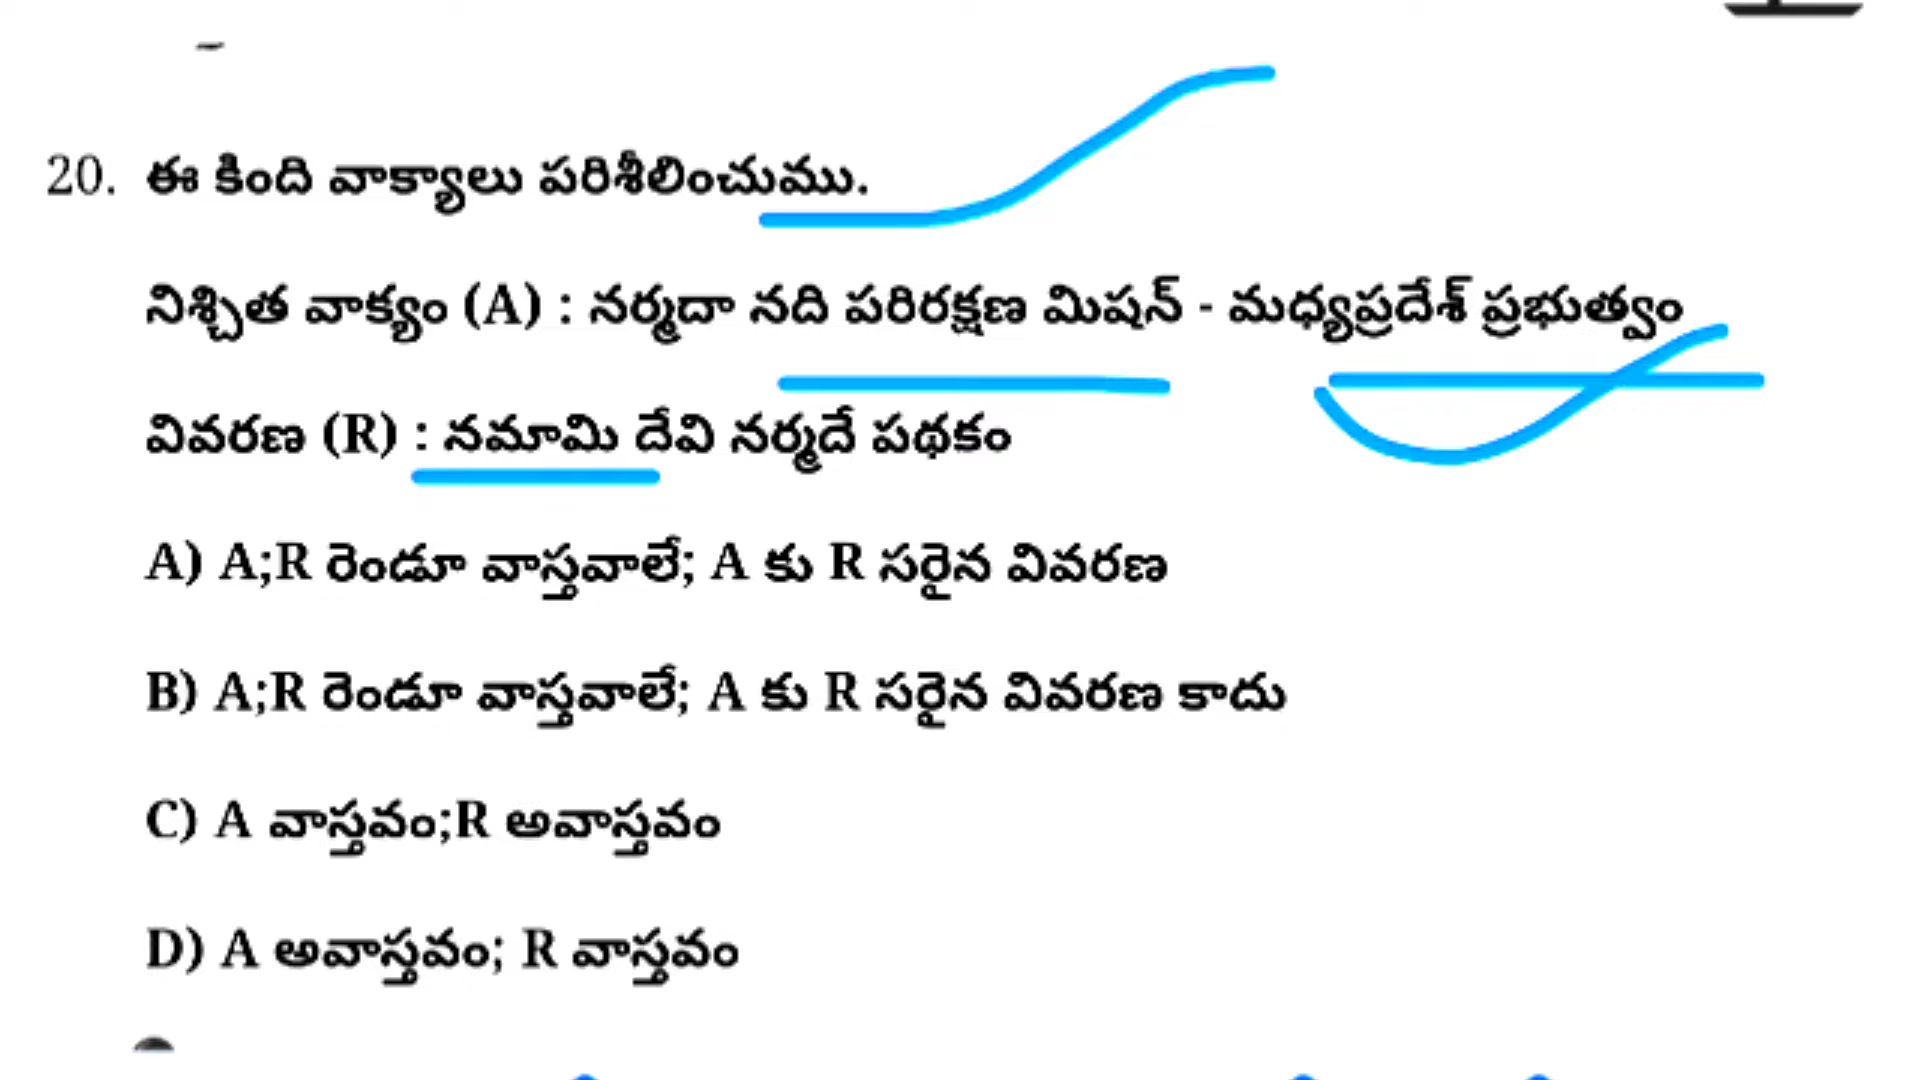 20. ఈ కింది వాక్యాలు పరిశీలించుము.
నిశ్చిత వాక్యం (A) : నర్మదా నది పరిరక్షణ మిషన్ - మధ్యప్రదేశ్ ప్రభుత్వం
వివరణ (R) : నమామి దేవి నర్మదే పథకం
A) A;R రెండూ వాస్తవాలే; A కు R సరైన వివరణ
B) A;R రెండూ వాస్తవాలే; A కు R సరైన వివరణ కాదు
C) A వాస్తవం;R అవాస్తవం
D) A అవాస్తవం; R వాస్తవం